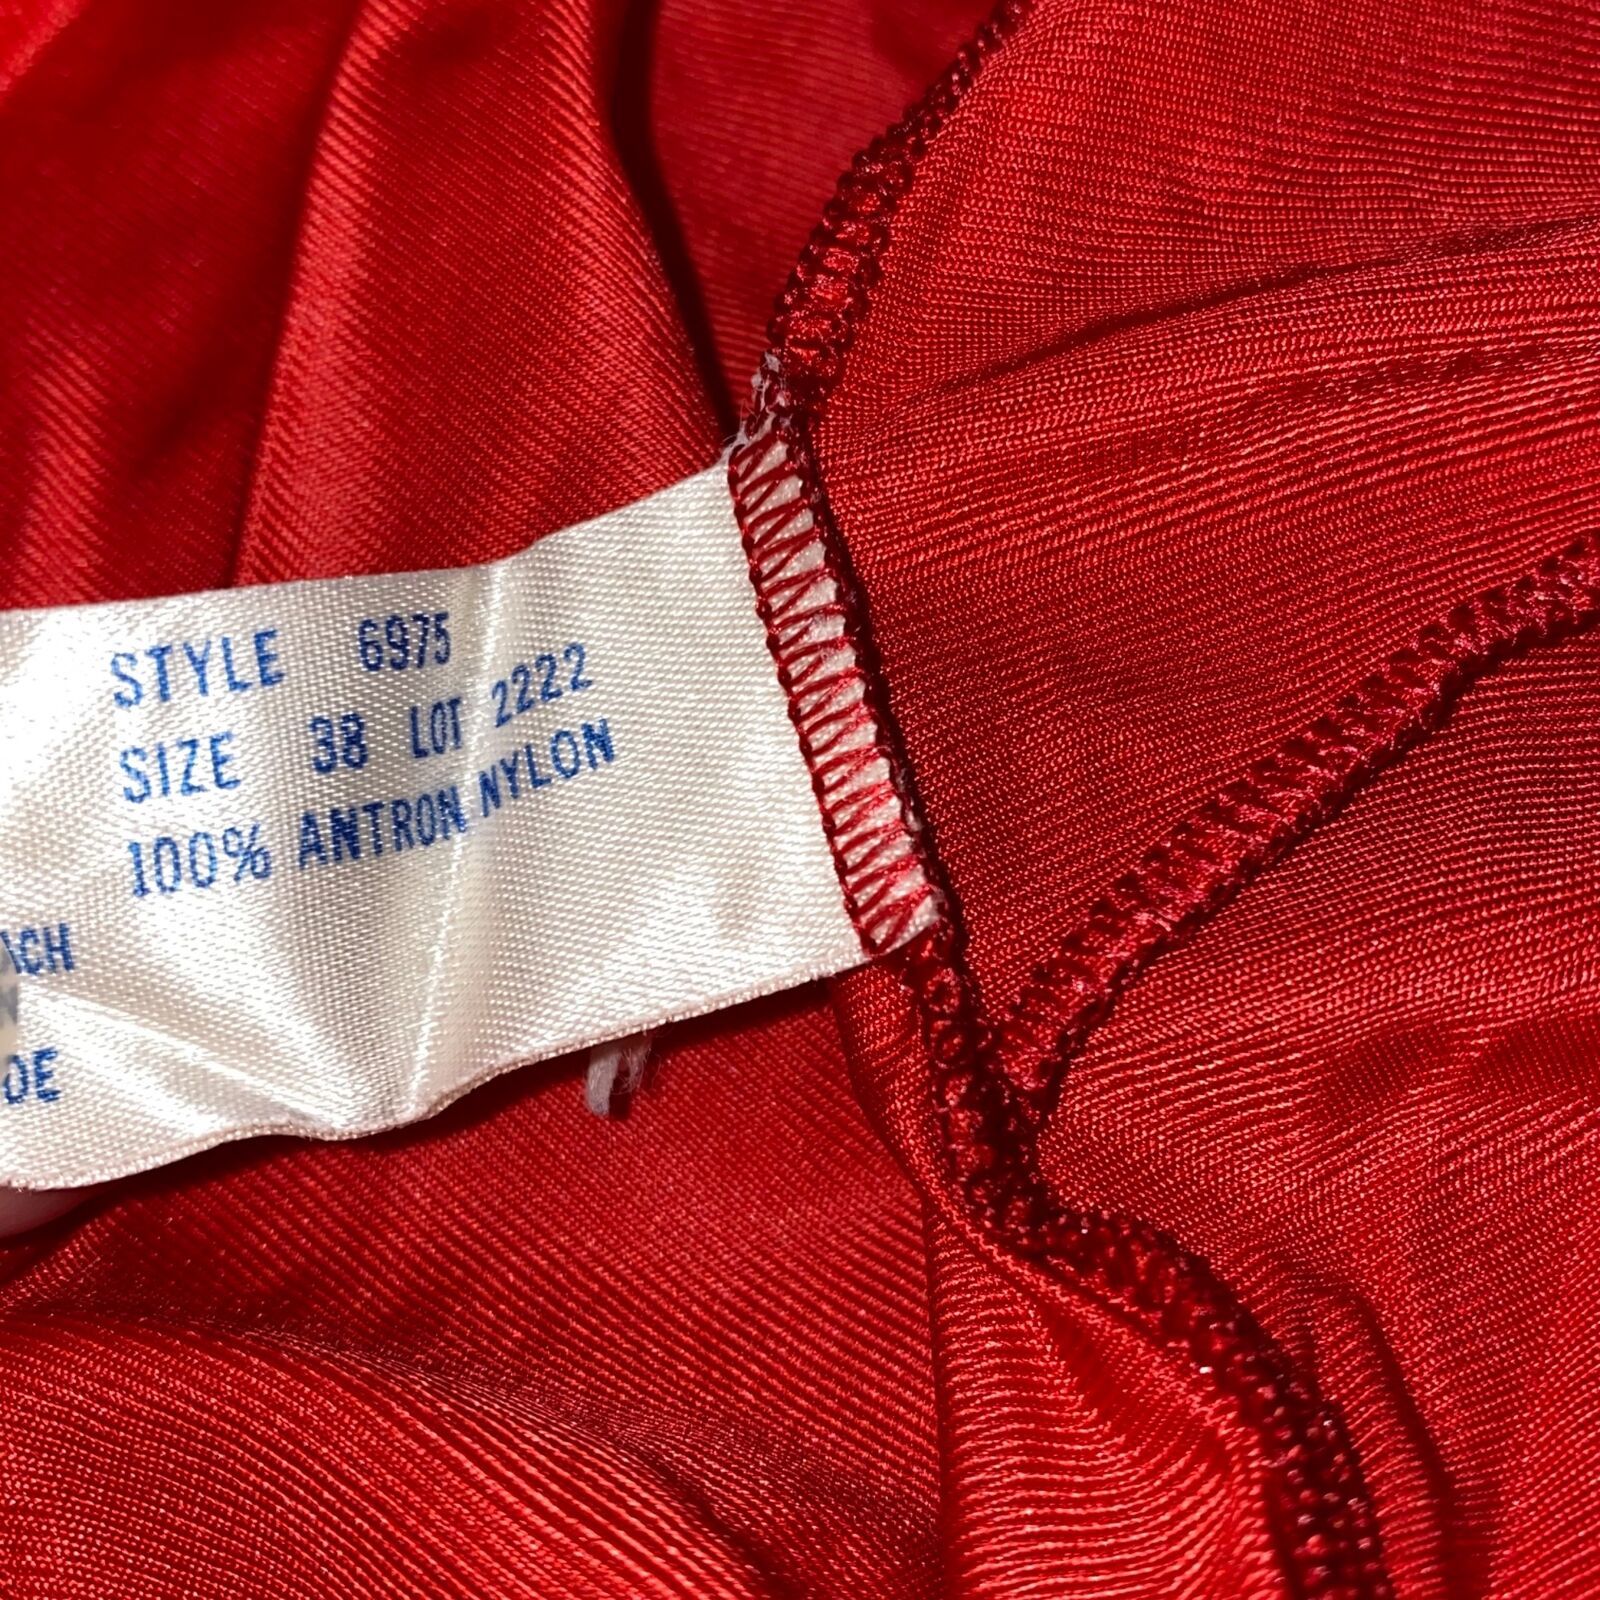 STYLE 6975
SIZE 38 LOT 2222
100% ANTRON NYLON